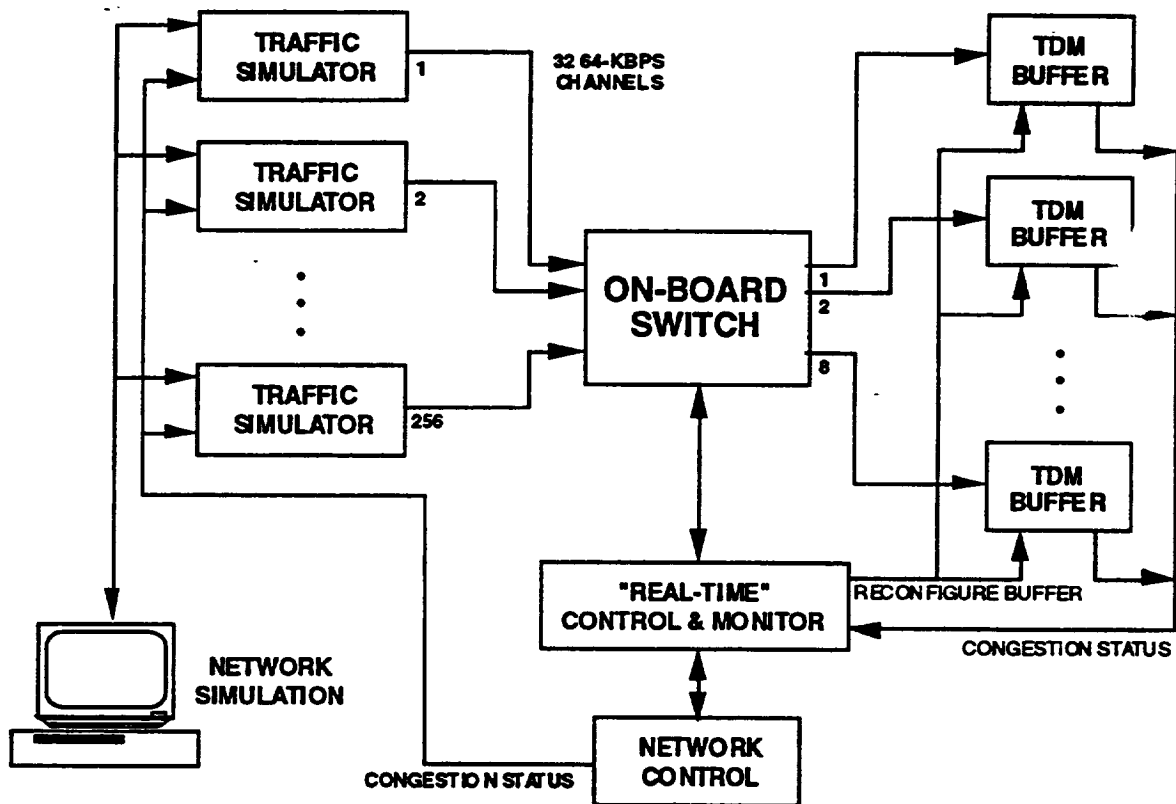 TRAFFIC
SIMULATOR
1
32 64-KBPS
CHANNELS
TDM
BUFFER
TRAFFIC
SIMULATOR
2
TDM
BUFFER
ON-BOARD
SWITCH
1
2
8
TRAFFIC
SIMULATOR
256
TDM
BUFFER
"REAL-TIME"
CONTROL & MONITOR
RECONFIGURE BUFFER
CONGESTION STATUS
NETWORK
SIMULATION
NETWORK
CONTROL
CONGESTION STATUS